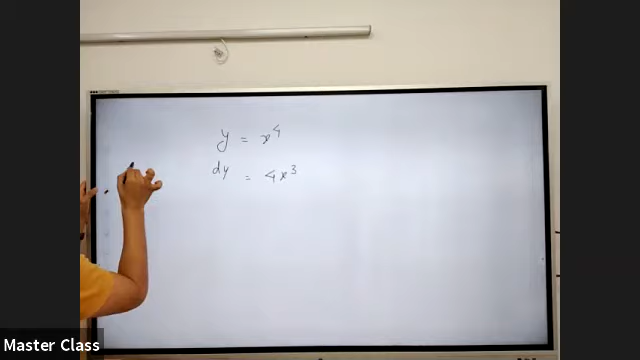 y = x⁴
dy = 4x³
Master Class